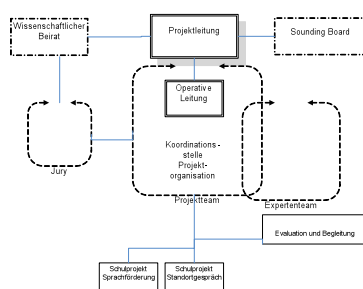 Wissenschaftlicher
Beirat
Projektleitung
Sounding Board
Operative
Leitung
Koordinations-
stelle
Projekt-
organisation
Jury
Projektteam
Expertenteam
Evaluation und Begleitung
Schulprojekt
Sprachförderung
Schulprojekt
Standortgespräch